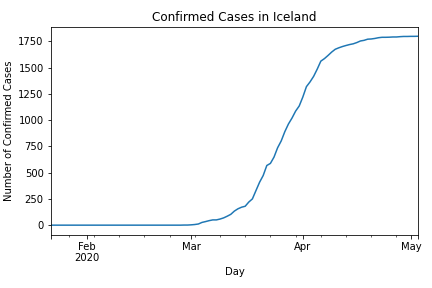 Confirmed Cases in Iceland
Number of Confirmed Cases
1750
1500
1250
1000
750
500
250
0
Feb
2020
Mar
Apr
May
Day